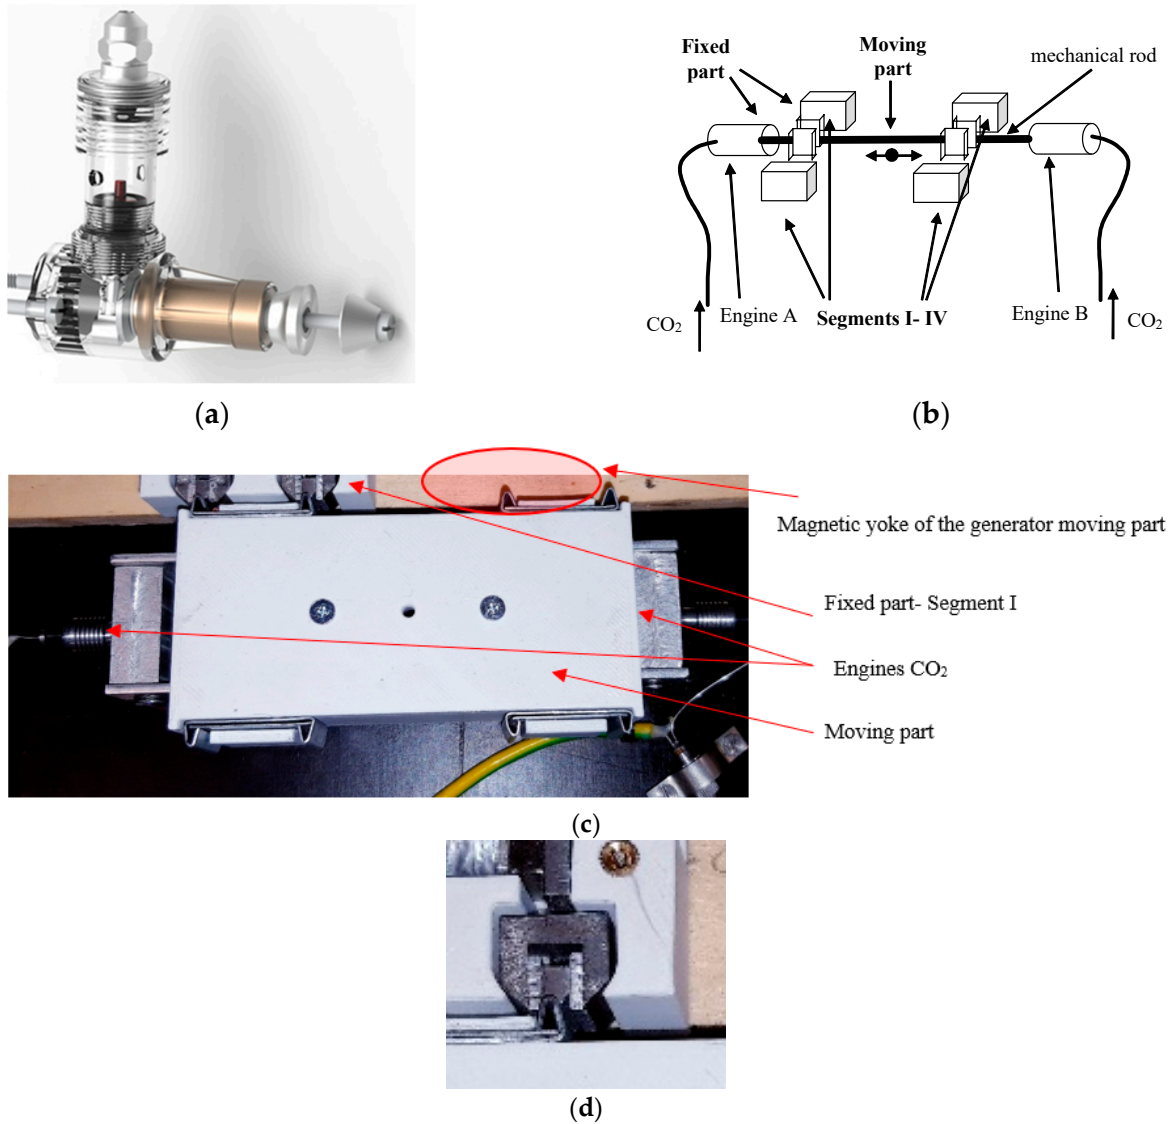 Fixed
part
Moving
part
mechanical rod
CO₂
Engine A
Segments I- IV
Engine B
CO₂
(a)
(b)
Magnetic yoke of the generator moving part
Fixed part- Segment I
Engines CO₂
Moving part
(c)
(d)